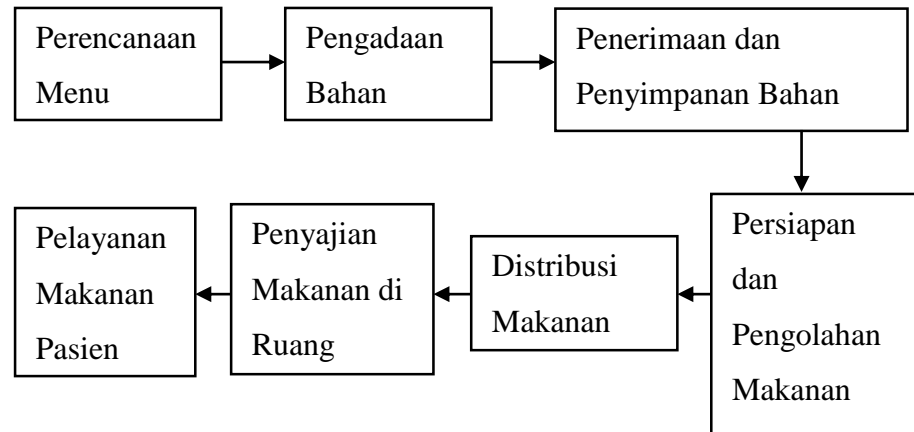 Perencanaan
Menu
Pengadaan
Bahan
Penerimaan dan
Penyimpanan Bahan
Persiapan
dan
Pengolahan
Makanan
Distribusi
Makanan
Penyajian
Makanan di
Ruang
Pelayanan
Makanan
Pasien